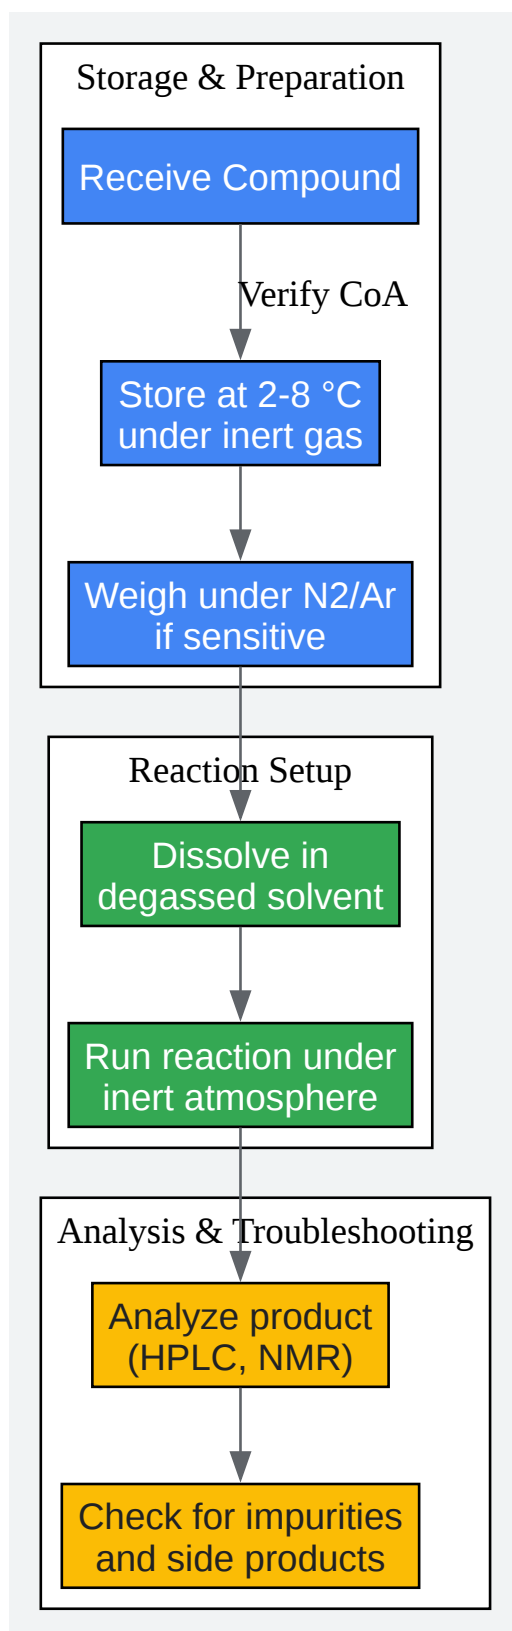 Storage & Preparation
Receive Compound
Verify CoA
Store at 2-8 °C
under inert gas
Weigh under N2/Ar
if sensitive
Reaction Setup
Dissolve in
degassed solvent
Run reaction under
inert atmosphere
Analysis & Troubleshooting
Analyze product
(HPLC, NMR)
Check for impurities
and side products